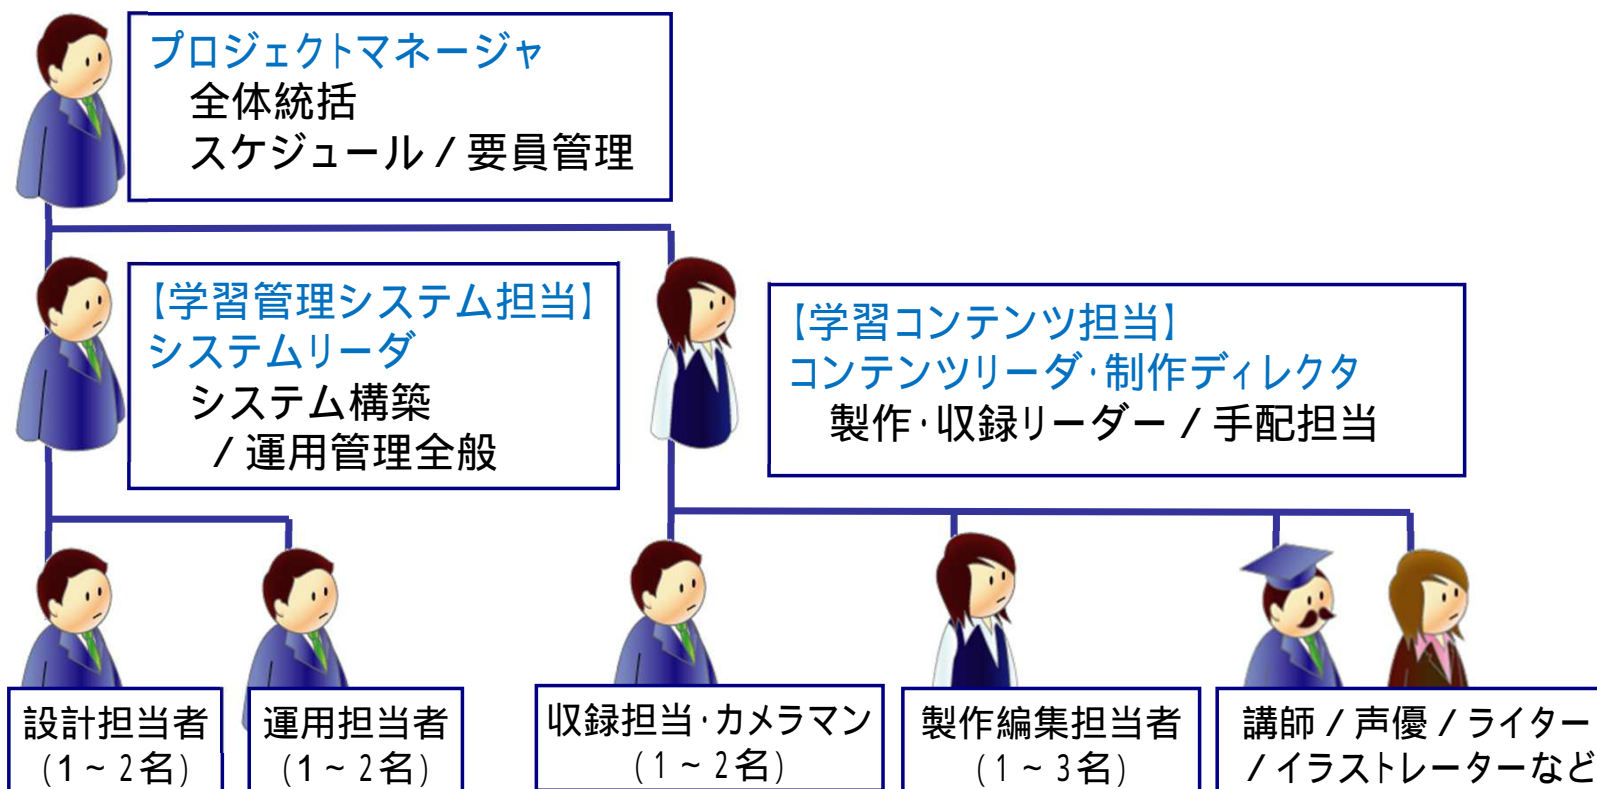 プロジェクトマネージャ
全体統括
スケジュール / 要員管理
【学習管理システム担当】
システムリーダ
システム構築
/ 運用管理全般
【学習コンテンツ担当】
コンテンツリーダ・制作ディレクタ
製作・収録リーダー / 手配担当
設計担当者
(1~2名)
運用担当者
(1~2名)
収録担当・カメラマン
(1~2名)
製作編集担当者
(1~3名)
講師 / 声優 / ライター
/ イラストレーターなど